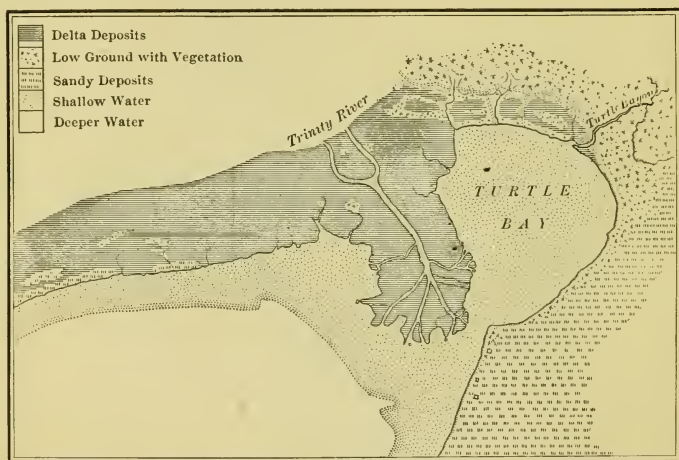 Delta Deposits
Low Ground with Vegetation
Sandy Deposits
Shallow Water
Deeper Water
Trinity River
Turtle Bayou
TURTLE
BAY